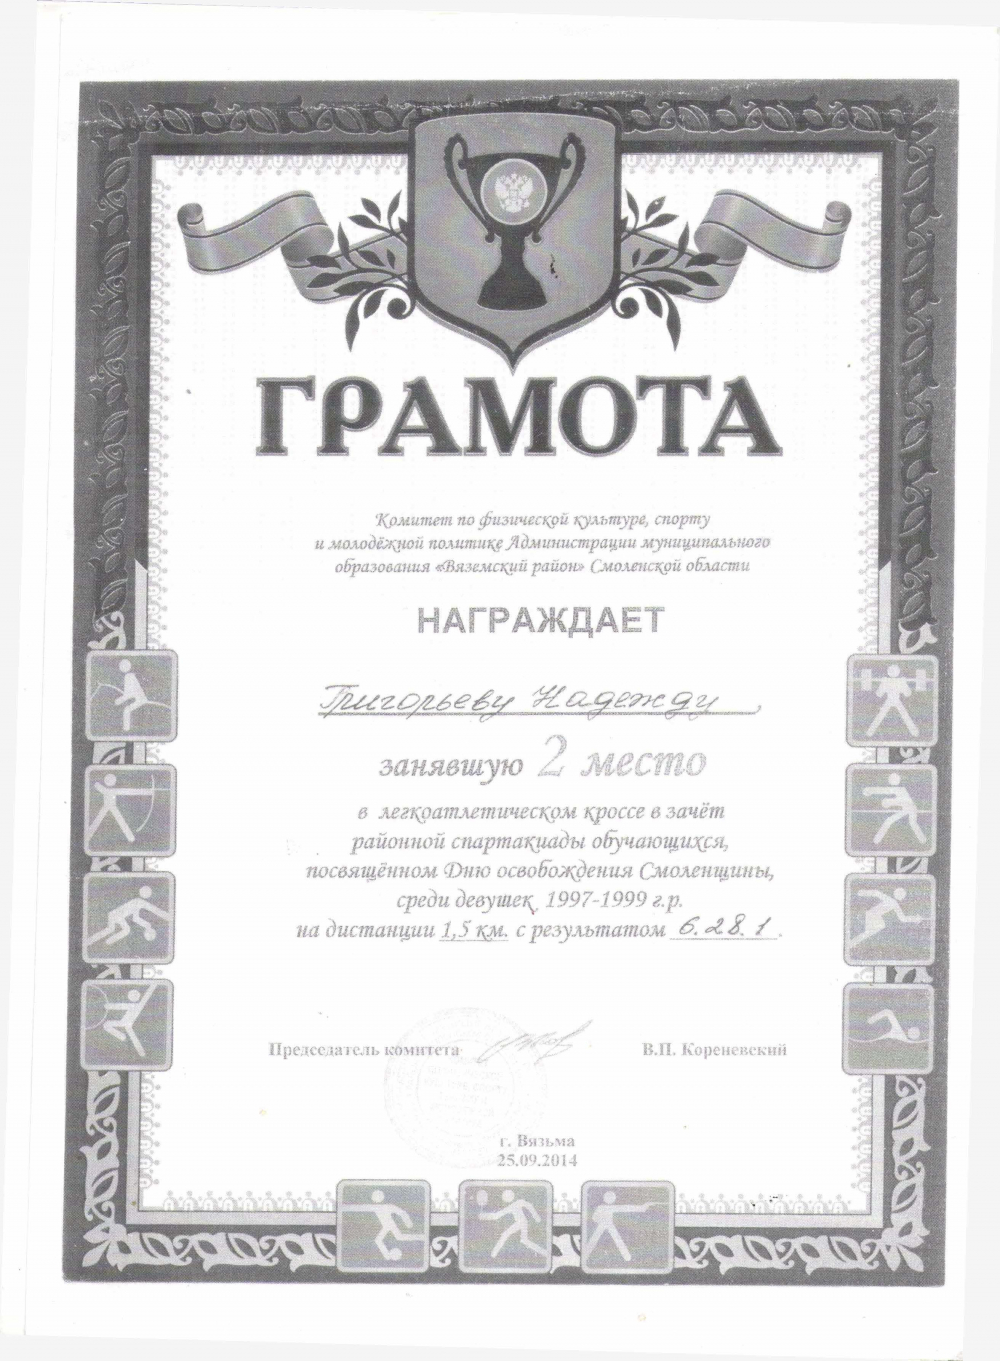 ГРАМОТА
Комитет по физической культуре, спорту
и молодёжной политике Администрации муниципального
образования «Вяземский район» Смоленской области
НАГРАЖДАЕТ
Григорьеву Надежду,
занявшую 2 место
в легкоатлетическом кроссе в зачёт
районной спартакиады обучающихся,
посвящённом Дню освобождения Смоленщины,
среди девушек 1997-1999 г.р.
на дистанции 1,5 км. с результатом 6.28.1.
Председатель комитета В.П. Кореневский
г. Вязьма
25.09.2014